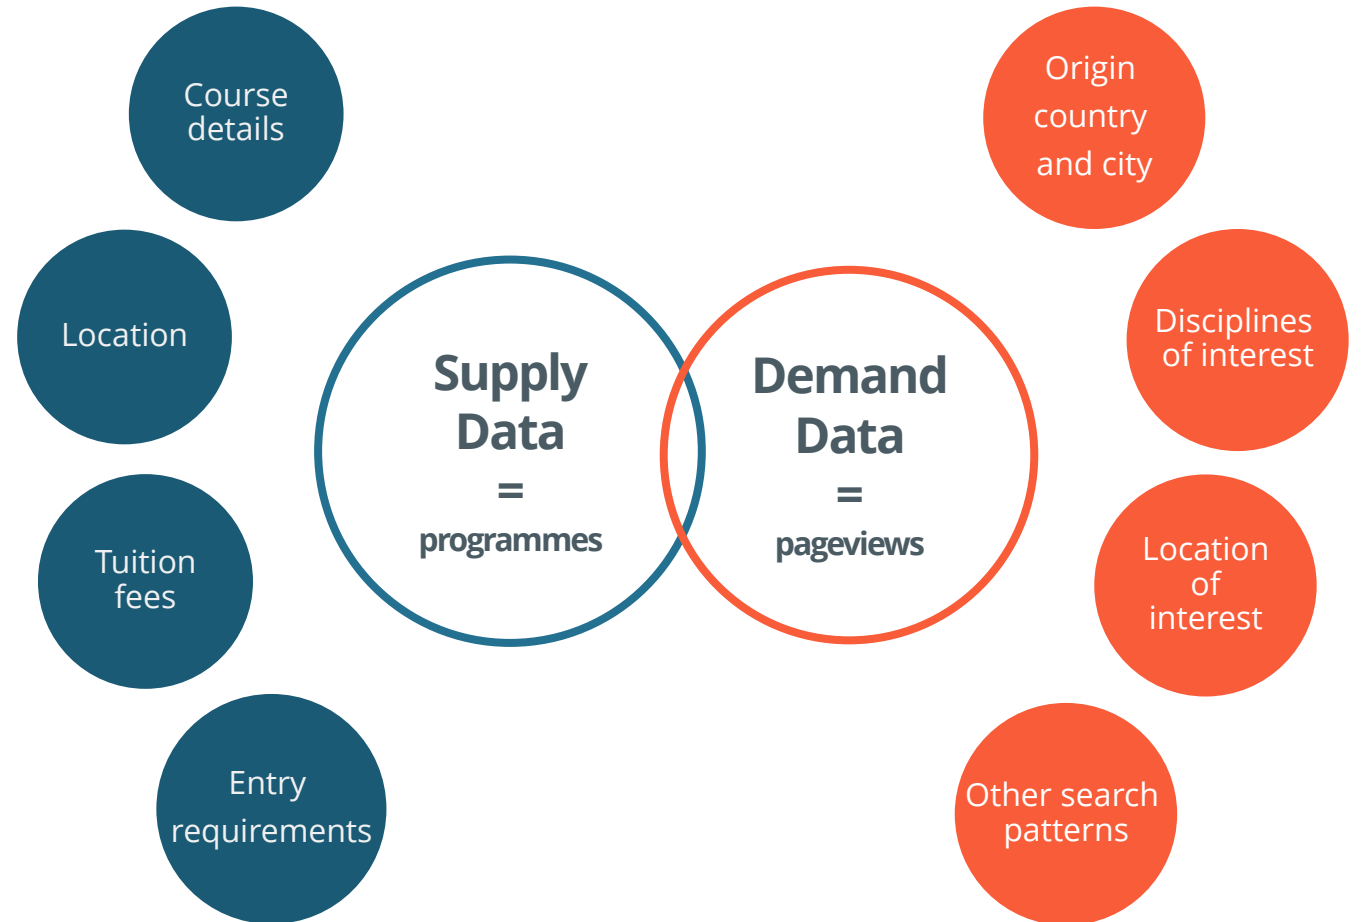 Course
details
Location
Tuition
fees
Entry
requirements
Supply
Data
=
programmes
Demand
Data
=
pageviews
Origin
country
and city
Disciplines
of interest
Location
of
interest
Other search
patterns